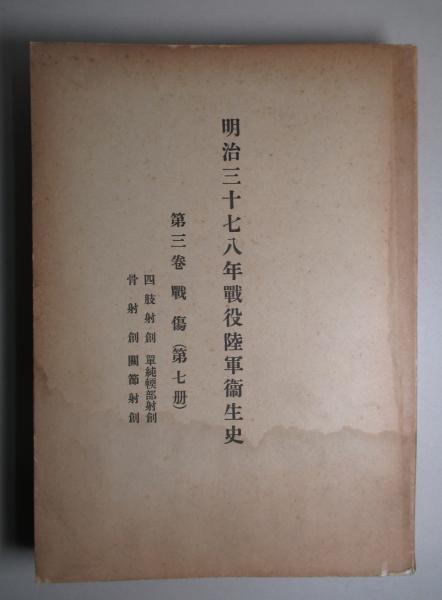 明治三十七八年戰役陸軍衞生史
第三卷 戰傷(第七册)
四肢射創 單純輭部射創
骨射創 關節射創